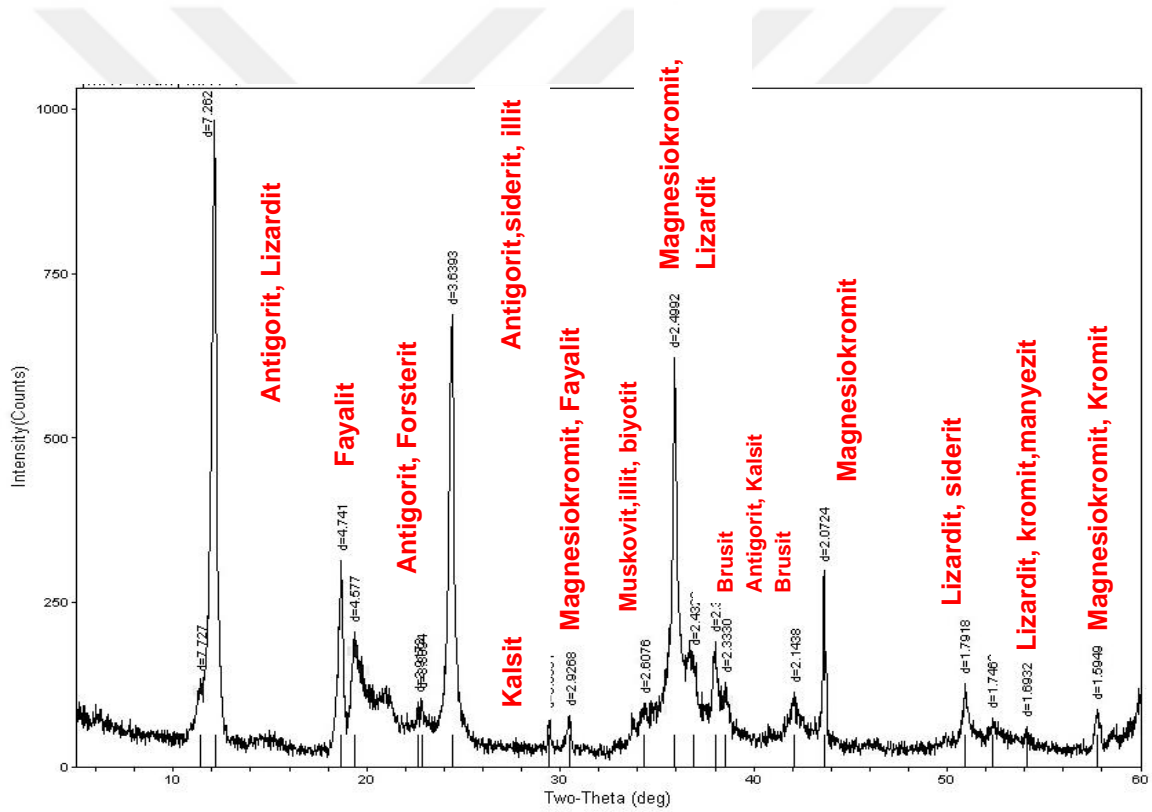 d=7.262
Antigorit, Lizardit
d=7.727
d=4.741
Fayalit
d=4.577
Antigorit, Forsterit
d=3.6393
Antigorit,siderit, illit
Kalsit
d=2.9268
Magnesiokromit, Fayalit
d=2.6076
Muskovit,illit, biyotit
d=2.4992
Magnesiokromit,
Lizardit
d=2.3330
Brusit
Antigorit, Kalsit
Brusit
d=2.1438
d=2.0724
Magnesiokromit
d=1.7918
Lizardit, siderit
d=1.6932
Lizardit, kromit,manyezit
d=1.5949
Magnesiokromit, Kromit
1000
750
500
250
0
Intensity(Counts)
10
20
30
40
50
60
Two-Theta (deg)